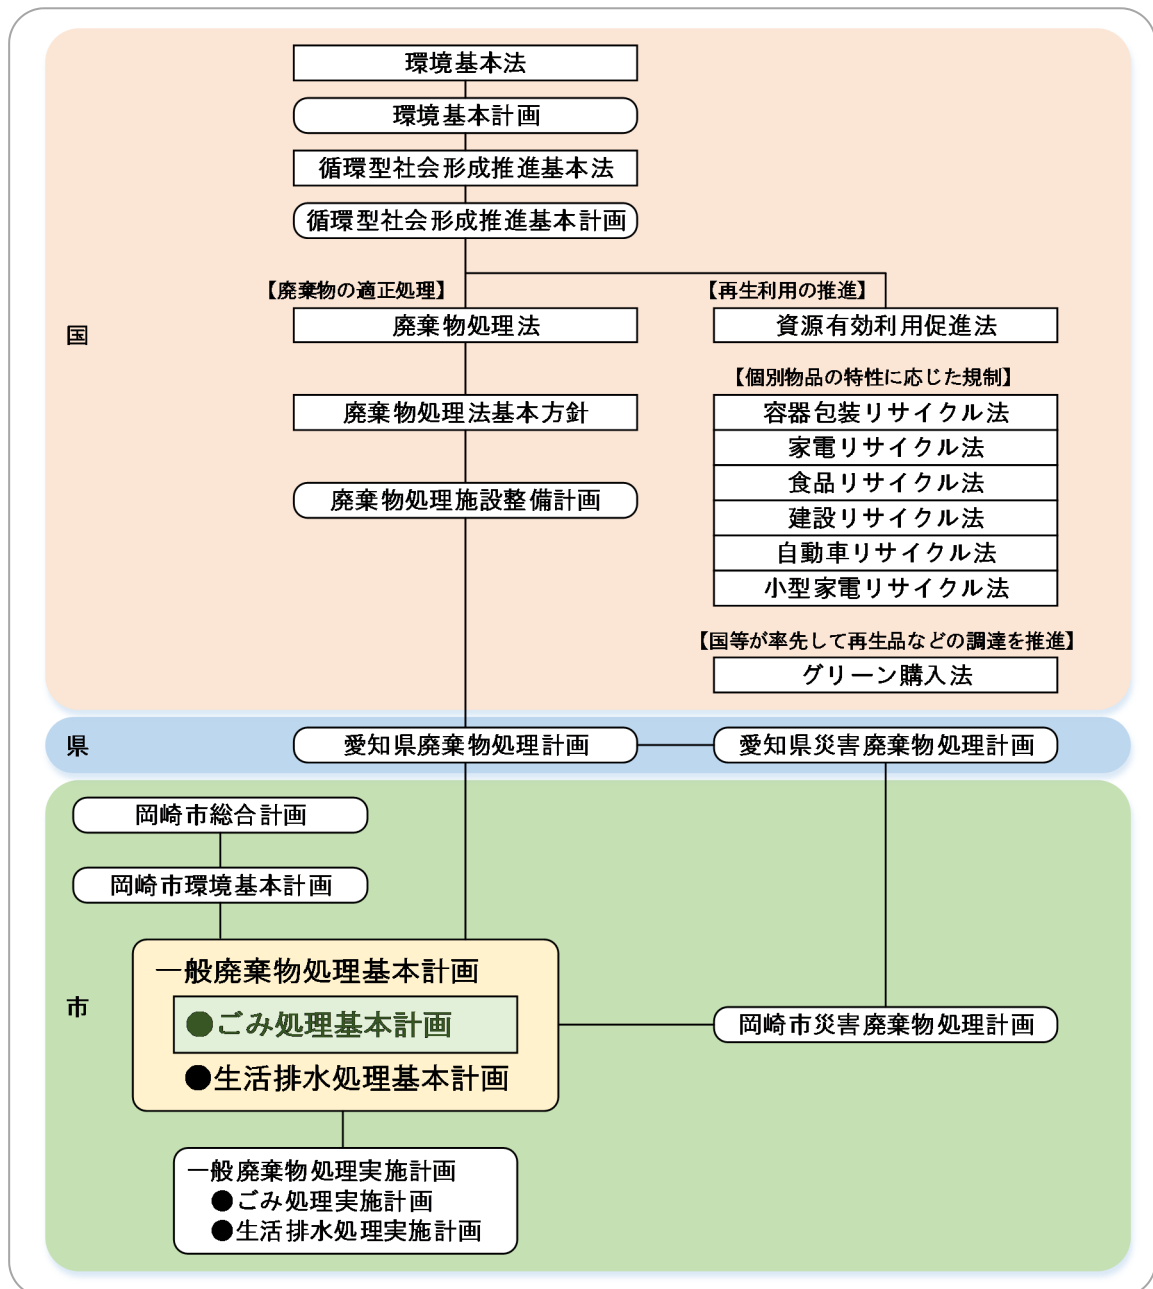 環境基本法
環境基本計画
循環型社会形成推進基本法
循環型社会形成推進基本計画
【廃棄物の適正処理】
【再生利用の推進】
国
廃棄物処理法
資源有効利用促進法
【個別物品の特性に応じた規制】
廃棄物処理法基本方針
容器包装リサイクル法
家電リサイクル法
食品リサイクル法
廃棄物処理施設整備計画
建設リサイクル法
自動車リサイクル法
小型家電リサイクル法
【国等が率先して再生品などの調達を推進】
グリーン購入法
県
愛知県廃棄物処理計画
愛知県災害廃棄物処理計画
岡崎市総合計画
岡崎市環境基本計画
市
一般廃棄物処理基本計画
●ごみ処理基本計画
●生活排水処理基本計画
岡崎市災害廃棄物処理計画
一般廃棄物処理実施計画
●ごみ処理実施計画
●生活排水処理実施計画